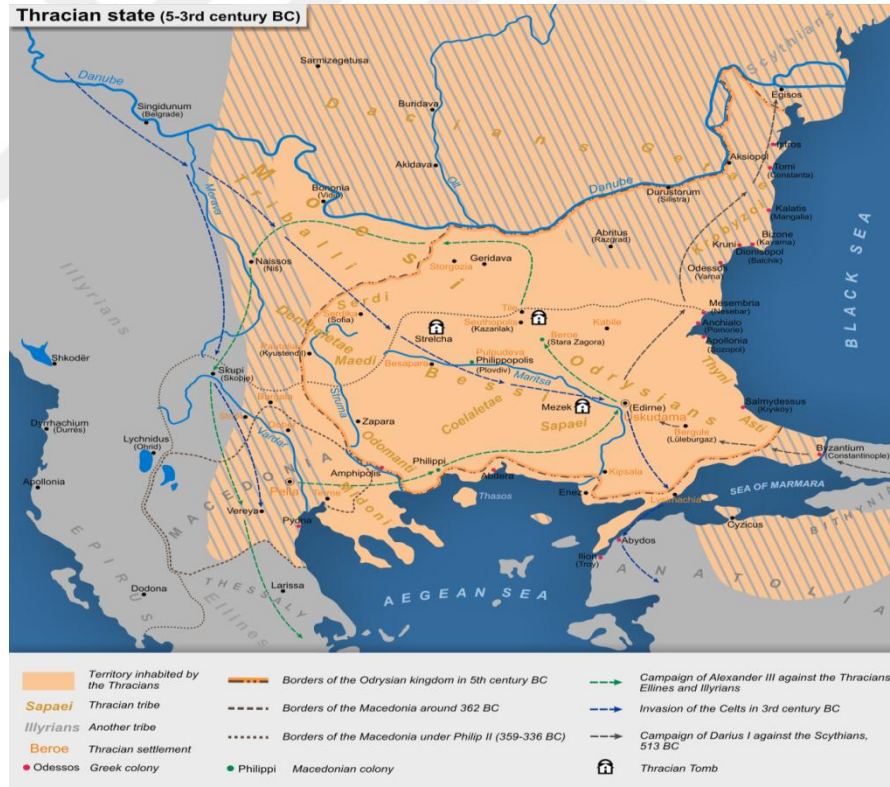 Thracian state (5-3rd century BC)
Scythians
Danube
Sarmizegetusa
Singidunum
(Belgrade)
Dacians
Buridava
Egisos
Getae
Akidava
Olt
Aksiopol
Istros
Tomi
(Constanta)
Morava
Moesi
Triballi
Bononia
(Vidin)
Danube
Durustorum
(Silistra)
Krobyzoi
Kalatis
(Mangalia)
Abritus
(Razgrad)
Kruni
Bizone
(Kavarna)
Dionisopol
(Balchik)
Naissos
(Niš)
Storgozia
Geridava
Odessos
(Varna)
BLACK SEA
Illyrians
Serdi
Serdika
(Sofia)
Tile
Seuthopolis
(Kazanlak)
Kabile
Mesembria
(Nesebar)
Anchialo
(Pomorie)
Apollonia
(Sozopol)
Dentheletae
Strelcha
Beroe
(Stara Zagora)
Pautalia
(Kyustendil)
Maedi
Pulpudeva
Philippopolis
(Plovdiv)
Odrysians
Thyni
Shkodër
Skupi
(Skopje)
Besapara
Bessi
Maritsa
Struma
Bargala
Mezek
(Edirne)
Uskudama
Salmydessus
(Kıyıköy)
Asti
Dyrrhachium
(Durrës)
Zapara
Coelaletae
Sapaei
Bergule
(Lüleburgaz)
Lychnidus
(Ohrid)
Vardar
Odomanti
Byzantium
(Constantinople)
Apollonia
MACEDONIA
Amphipolis
Philippi
Abdera
Kipsala
Pella
Terme
Enez
Lysimachia
SEA OF MARMARA
Vereya
Thasos
BITHYNIA
Pydna
Cyzicus
Abydos
EPIRUS
Ilion
(Troy)
ANATOLIA
Dodona
THESSALY
Larissa
Ellines
AEGEAN SEA
Territory inhabited
by the Thracians
Borders of the Odrysian kingdom in 5th century BC
Campaign of Alexander III against the Thracians
Ellines and Illyrians
Sapaei
Thracian tribe
Borders of the Macedonia around 362 BC
Invasion of the Celts in 3rd century BC
Illyrians
Another tribe
Beroe
Thracian settlement
Borders of the Macedonia under Philip II (359-336 BC)
Campaign of Darius I against the Scythians,
513 BC
Odessos
Greek colony
Philippi
Macedonian colony
Thracian Tomb